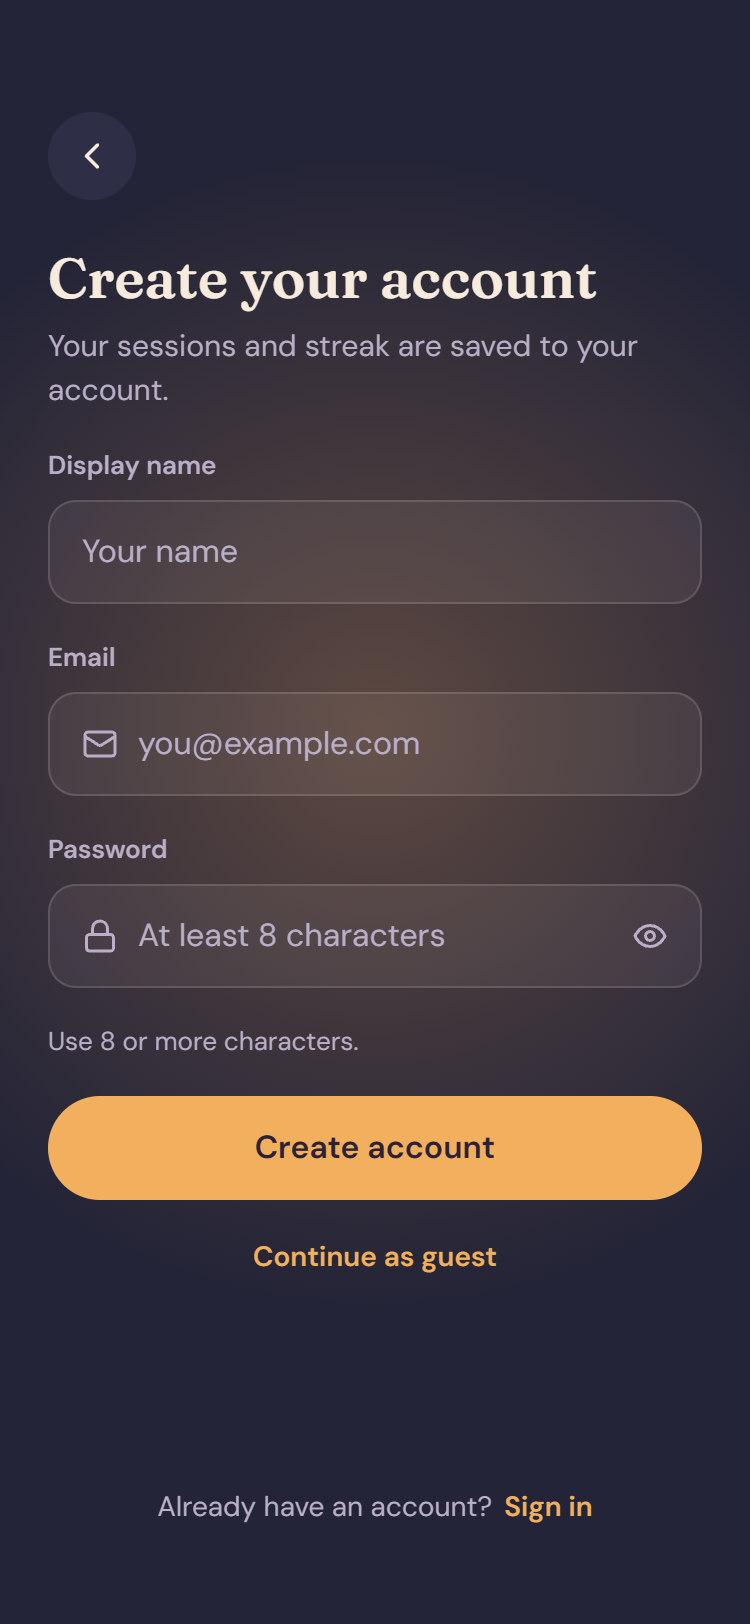 Create your account
Your sessions and streak are saved to your
account.
Display name
Your name
Email
you@example.com
Password
At least 8 characters
Use 8 or more characters.
Create account
Continue as guest
Already have an account? Sign in